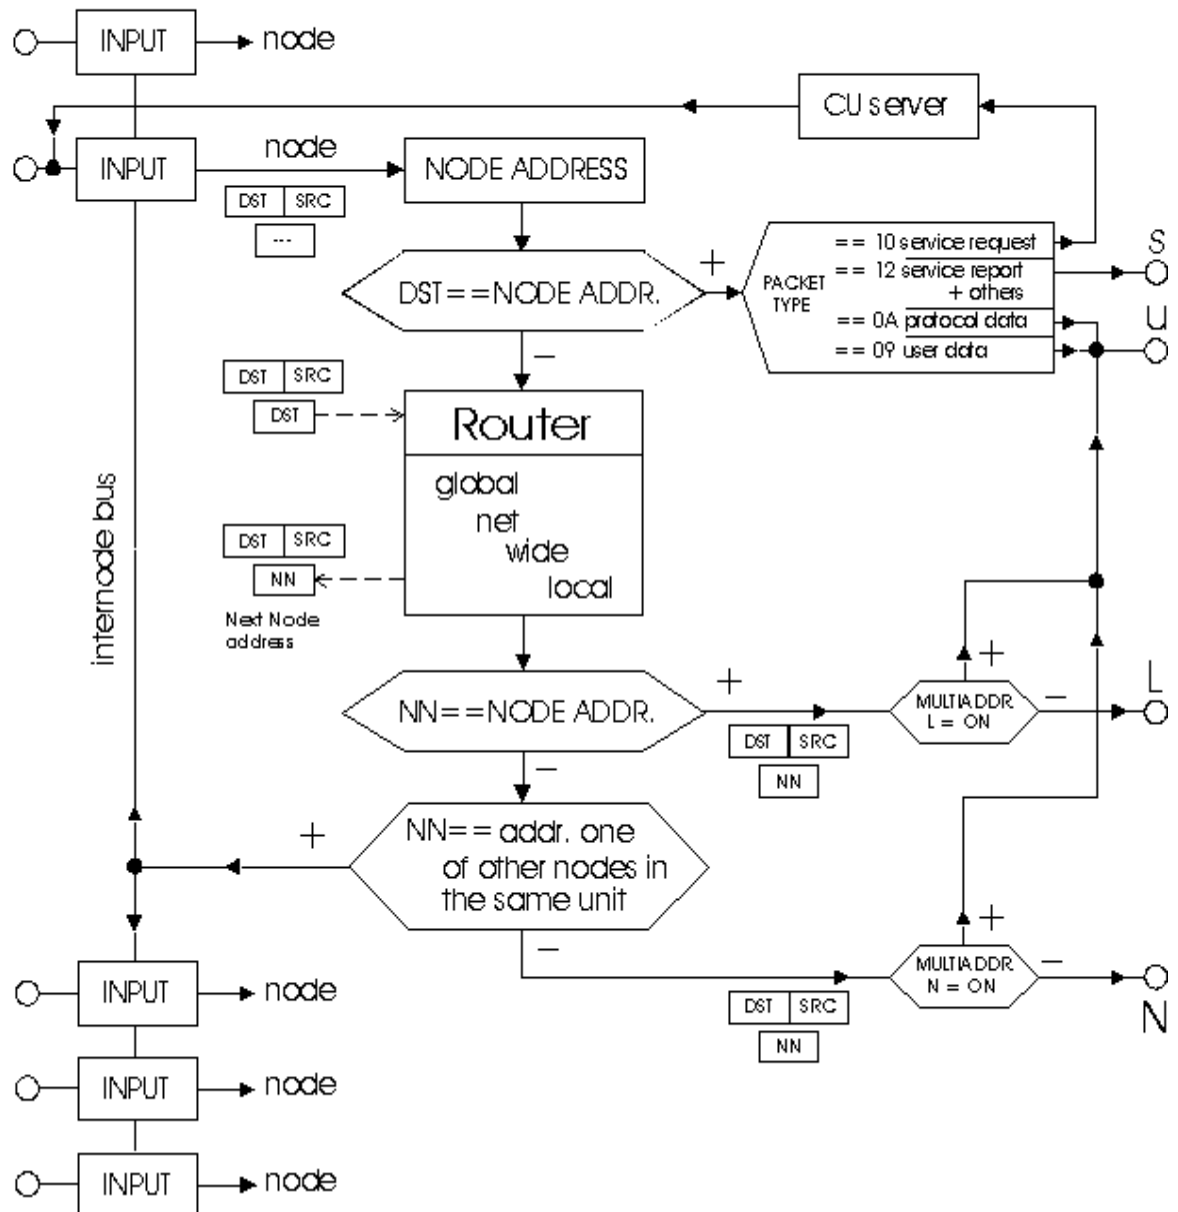 INPUT
node
CU server
INPUT
node
NODE ADDRESS
DST SRC
---
DST==NODE ADDR.
+
PACKET
TYPE
== 10 service request
== 12 service report
+ others
== 0A protocol data
== 09 user data
S
U
−
DST SRC
DST
Router
global
net
wide
local
DST SRC
NN
Next Node
address
internode bus
NN==NODE ADDR.
+
DST SRC
NN
MULTIADDR.
L = ON
+
−
L
−
NN== addr. one
of other nodes in
the same unit
+
−
DST SRC
NN
MULTIADDR.
N = ON
+
−
N
INPUT
node
INPUT
node
INPUT
node